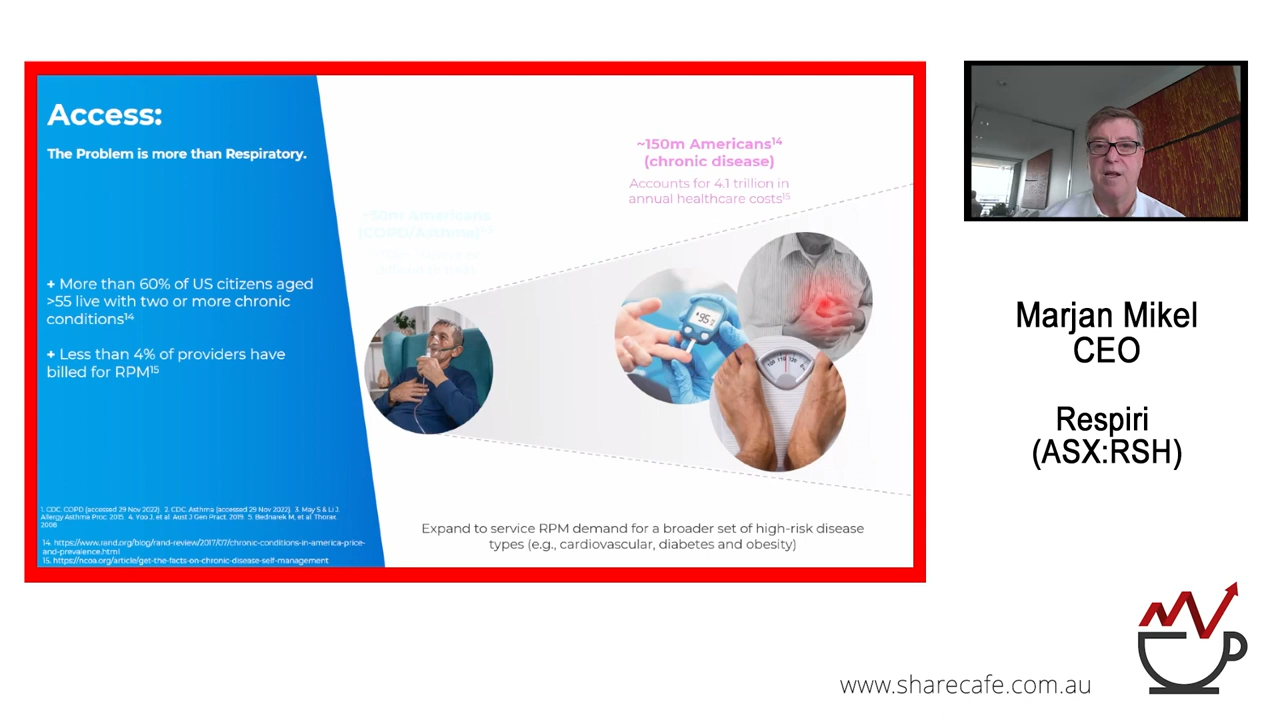 Access:
The Problem is more than Respiratory.
+ More than 60% of US citizens aged
>55 live with two or more chronic
conditions¹⁴
+ Less than 4% of providers have
billed for RPM¹⁵
1. CDC. COPD (accessed 29 Nov 2022). 2. CDC. Asthma (accessed 29 Nov 2022). 3. May S & Li J.
Allergy Asthma Proc. 2015. 4. Yoo J. et al. Aust J Gen Pract. 2019. 5. Bednarek M, et al Thorax.
2008
14. https://www.rand.org/blog/rand-review/2017/07/chronic-conditions-in-america-price-
and-prevalence.html
15. https://ncoa.org/article/get-the-facts-on-chronic-disease-self-management
~50m Americans
(COPD/Asthma)
~150m Americans¹⁴
(chronic disease)
Accounts for 4.1 trillion in
annual healthcare costs¹⁵
95
Expand to service RPM demand for a broader set of high-risk disease
types (e.g., cardiovascular, diabetes and obesity)
Marjan Mikel
CEO
Respiri
(ASX:RSH)
www.sharecafe.com.au